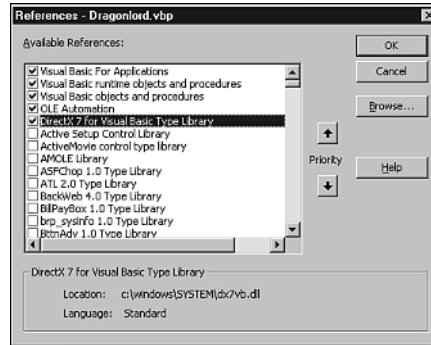 References - Dragonlord.vbp
Available References:
OK
Visual Basic For Applications
Visual Basic runtime objects and procedures
Visual Basic objects and procedures
OLE Automation
DirectX 7 for Visual Basic Type Library
Active Setup Control Library
ActiveMovie control type library
AMOLE Library
ASFChop 1.0 Type Library
ATL 2.0 Type Library
BackWeb 4.0 Type Library
BillPayBox 1.0 Type Library
brp_sysinfo 1.0 Type Library
BttnAdv 1.0 Type Library
Cancel
Browse...
Priority
Help
DirectX 7 for Visual Basic Type Library
Location: c:\windows\SYSTEM\dx7vb.dll
Language: Standard